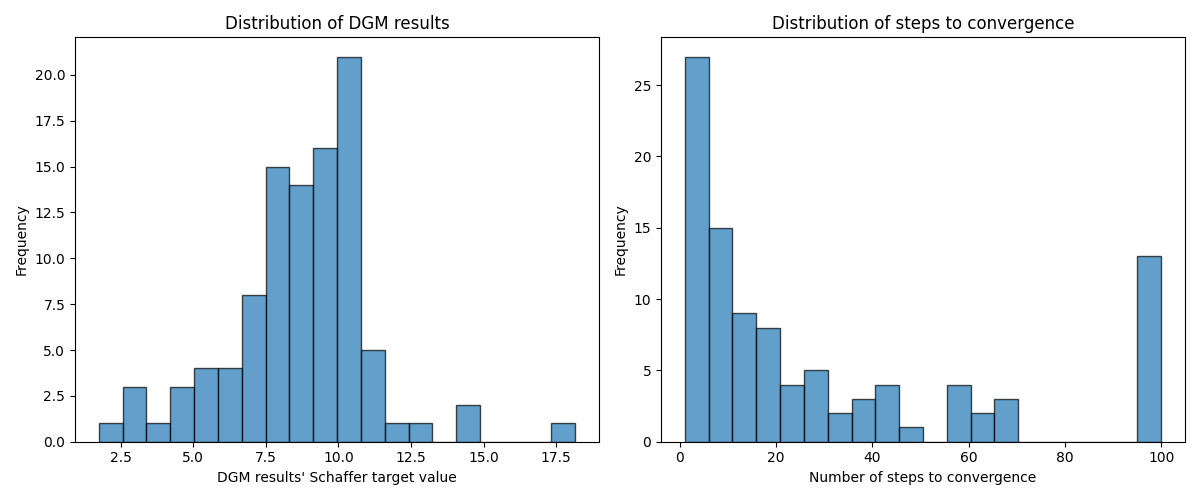 Distribution of DGM results
Frequency
20.0
17.5
15.0
12.5
10.0
7.5
5.0
2.5
0.0
2.5 5.0 7.5 10.0 12.5 15.0 17.5
DGM results' Schaffer target value
Distribution of steps to convergence
Frequency
25
20
15
10
5
0
0 20 40 60 80 100
Number of steps to convergence